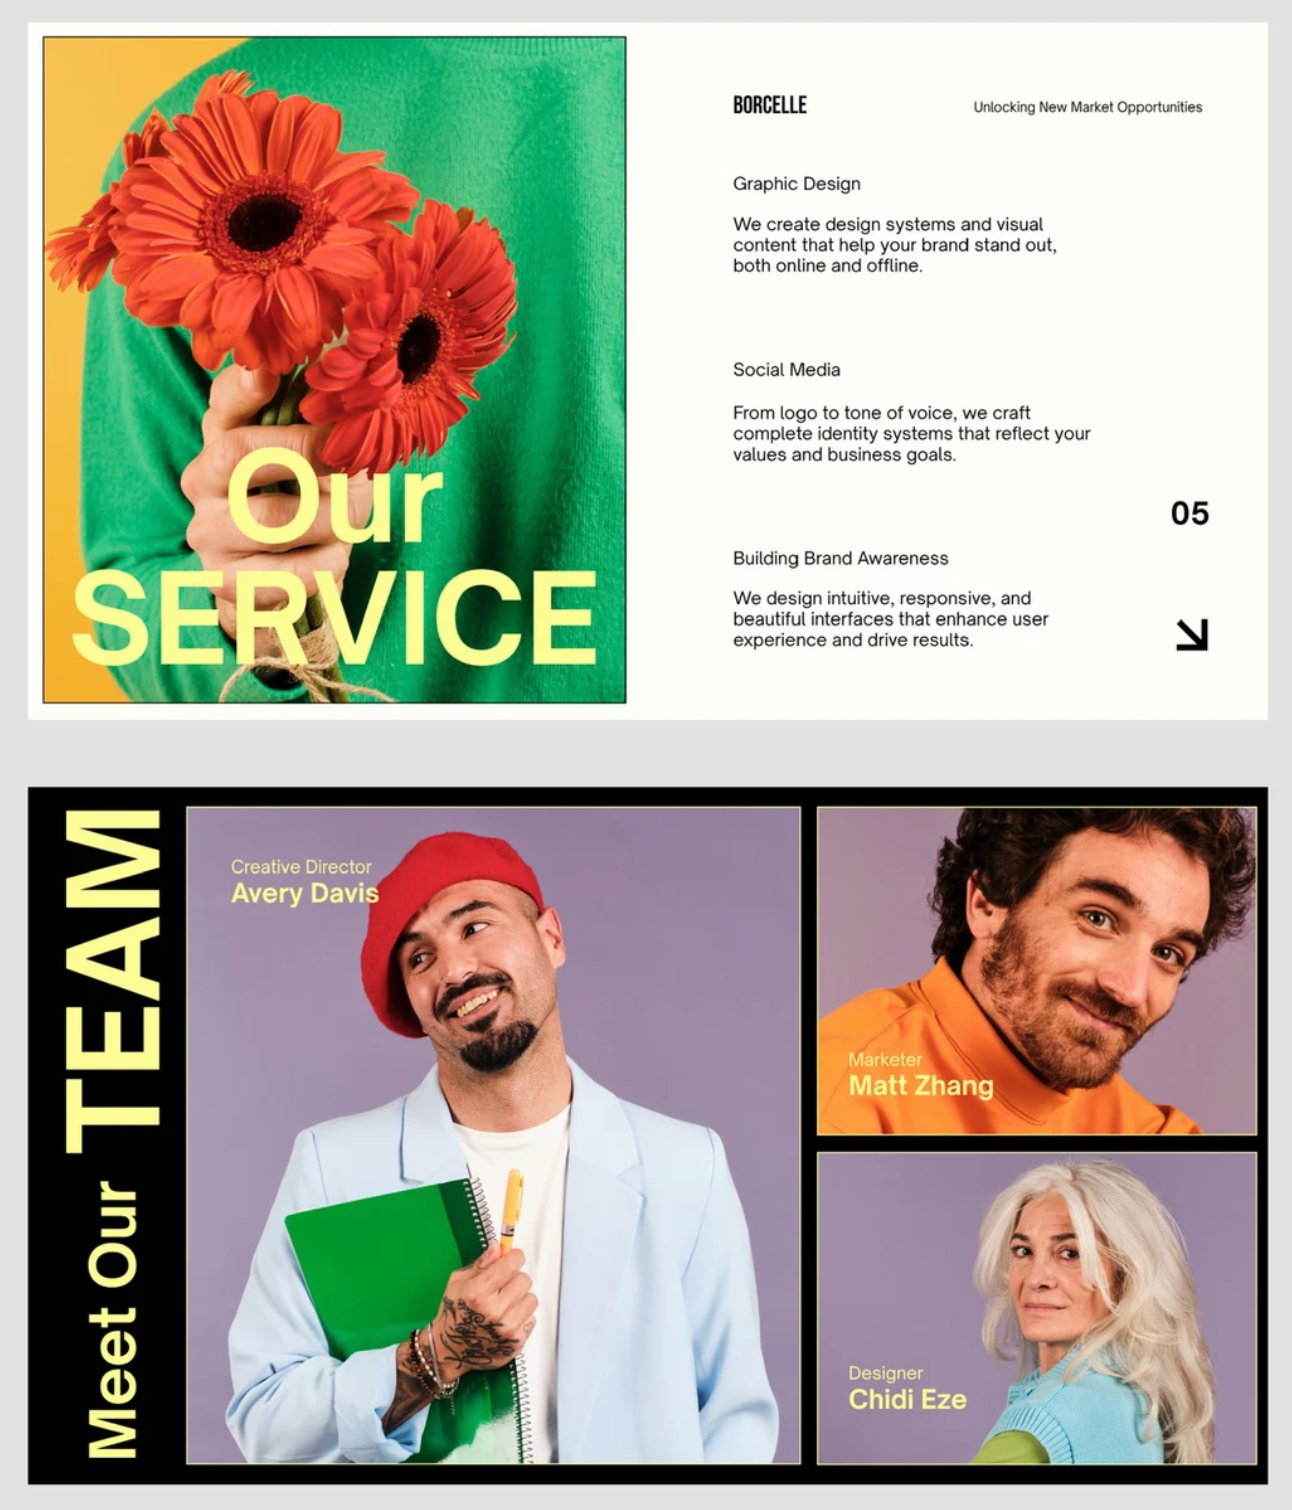 Our
SERVICE
BORCELLE
Unlocking New Market Opportunities
Graphic Design
We create design systems and visual
content that help your brand stand out,
both online and offline.
Social Media
From logo to tone of voice, we craft
complete identity systems that reflect your
values and business goals.
05
Building Brand Awareness
We design intuitive, responsive, and
beautiful interfaces that enhance user
experience and drive results.
Meet Our TEAM
Creative Director
Avery Davis
Marketer
Matt Zhang
Designer
Chidi Eze